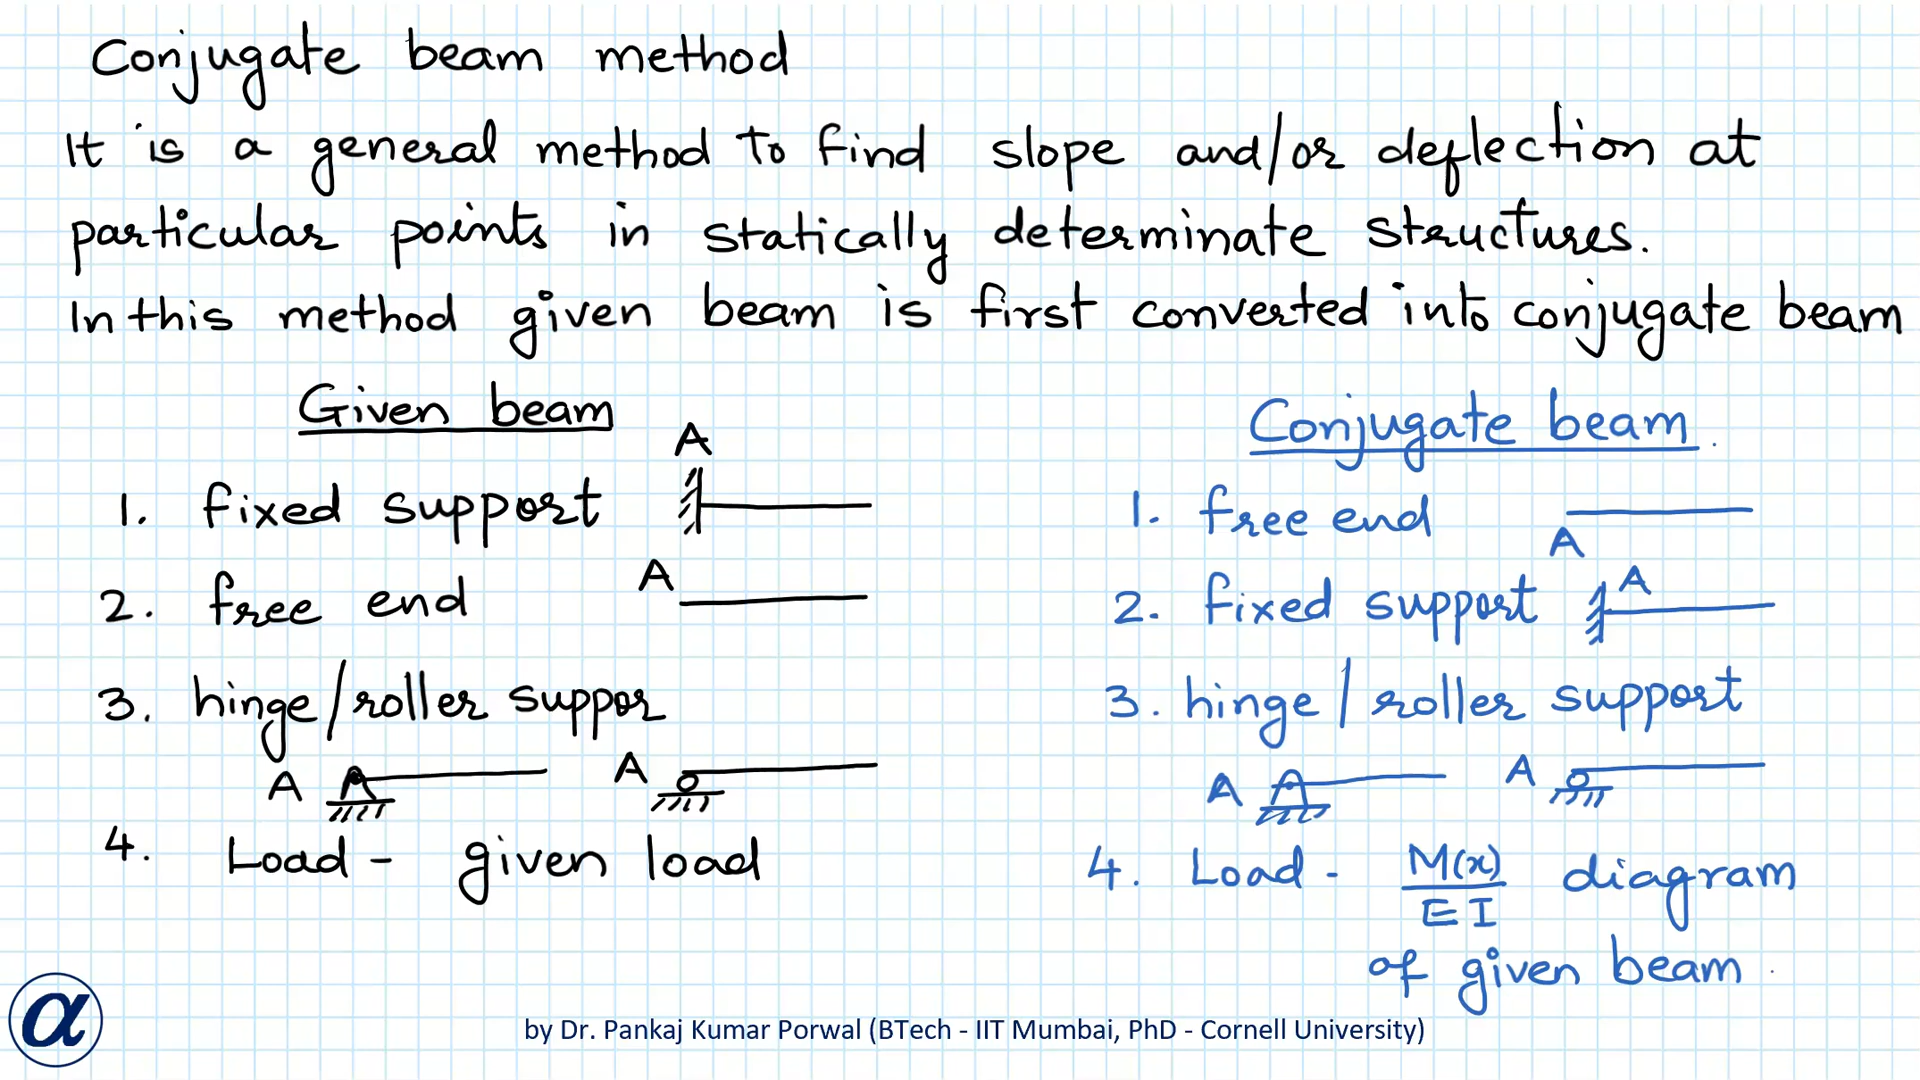 Conjugate beam method
It is a general method to find slope and/or deflection at
particular points in statically determinate structures.
In this method given beam is first converted into conjugate beam
Given beam
A
1. fixed support
A
2. free end
3. hinge/roller suppor
A A
4. Load - given load
Conjugate beam
1. free end
A
2. fixed support A
3. hinge/roller support
A A
4. Load - M(x)/EI diagram
of given beam
α
by Dr. Pankaj Kumar Porwal (BTech - IIT Mumbai, PhD - Cornell University)